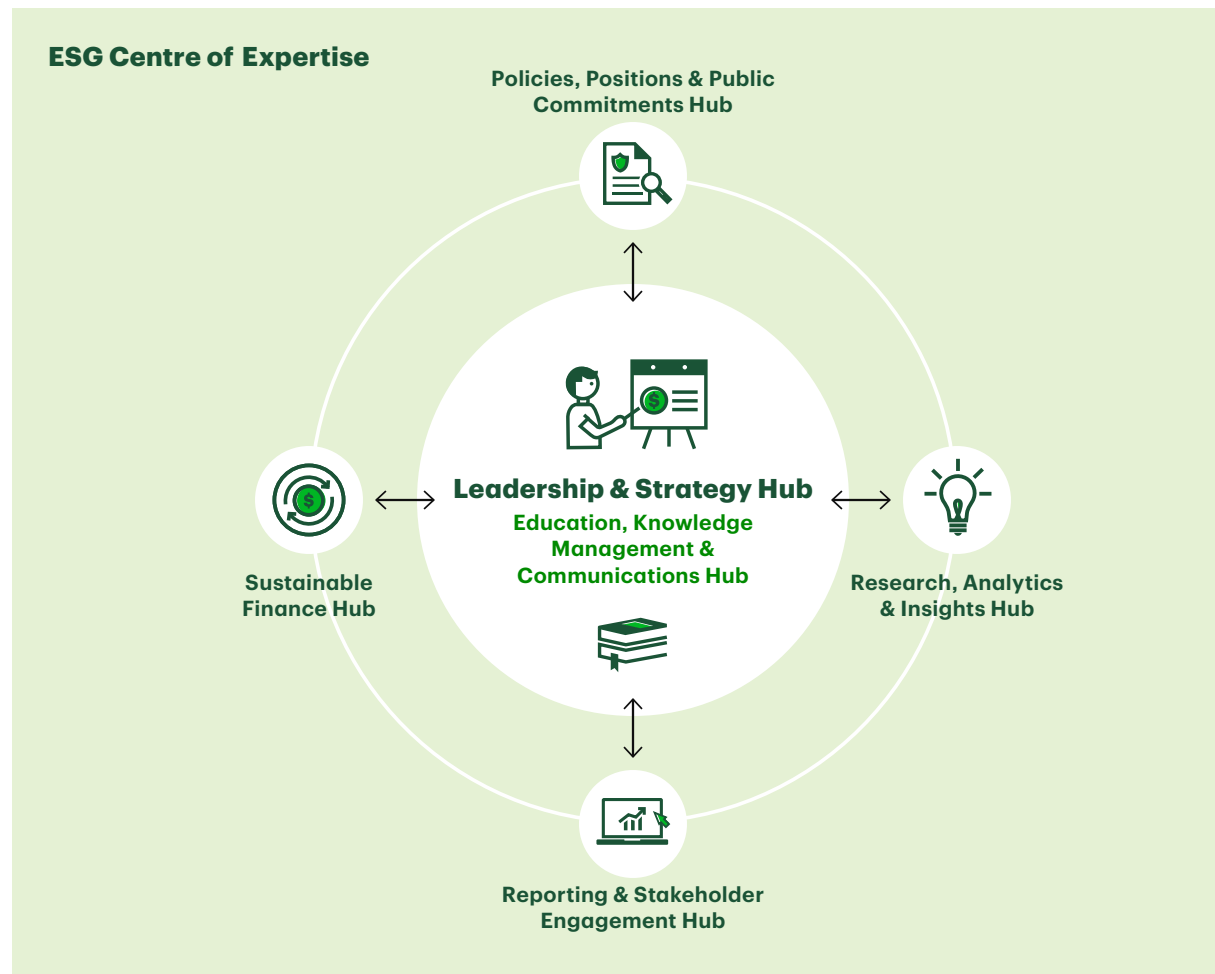 ESG Centre of Expertise
Policies, Positions & Public
Commitments Hub
Leadership & Strategy Hub
Education, Knowledge
Management &
Communications Hub
Sustainable
Finance Hub
Research, Analytics
& Insights Hub
Reporting & Stakeholder
Engagement Hub